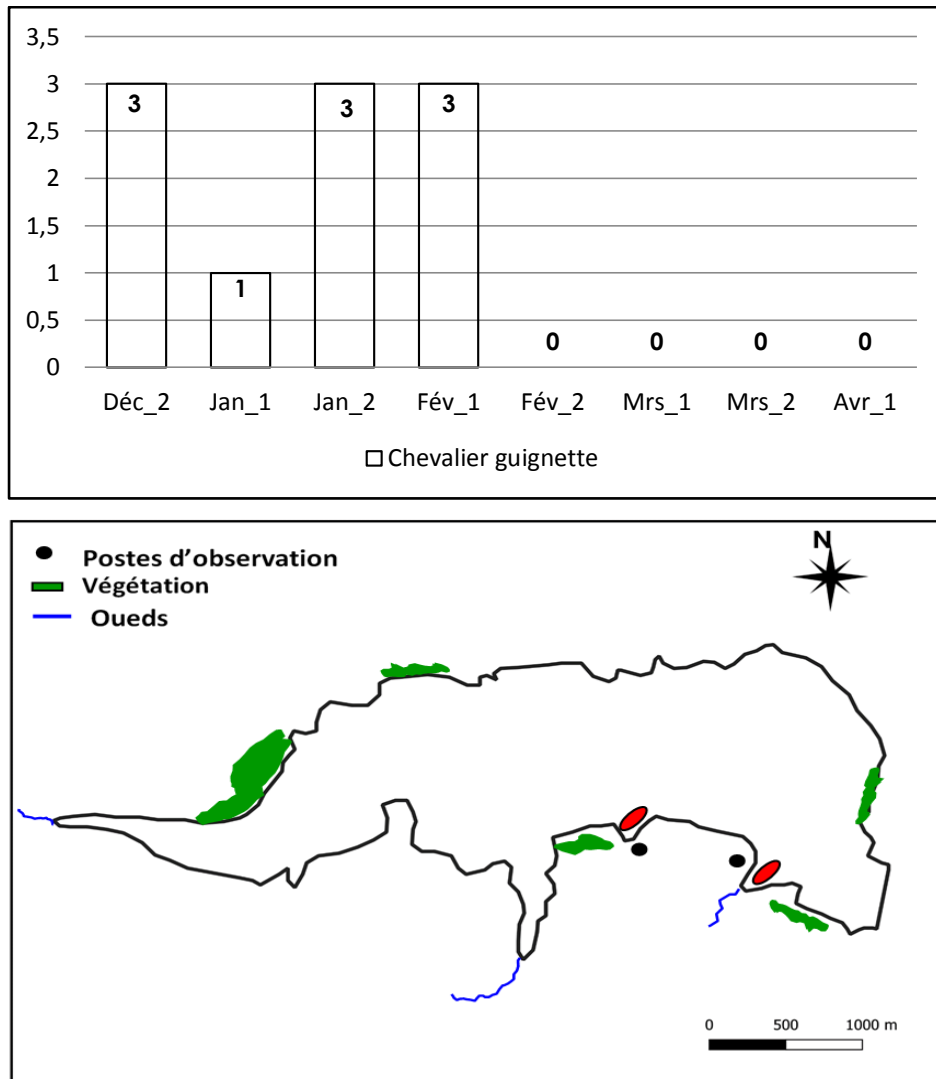 3,5
3
2,5
2
1,5
1
0,5
0
3
1
3
3
0
0
0
0
Déc_2 Jan_1 Jan_2 Fév_1 Fév_2 Mrs_1 Mrs_2 Avr_1
Chevalier guignette
Postes d'observation
Végétation
Oueds
N
0 500 1000 m